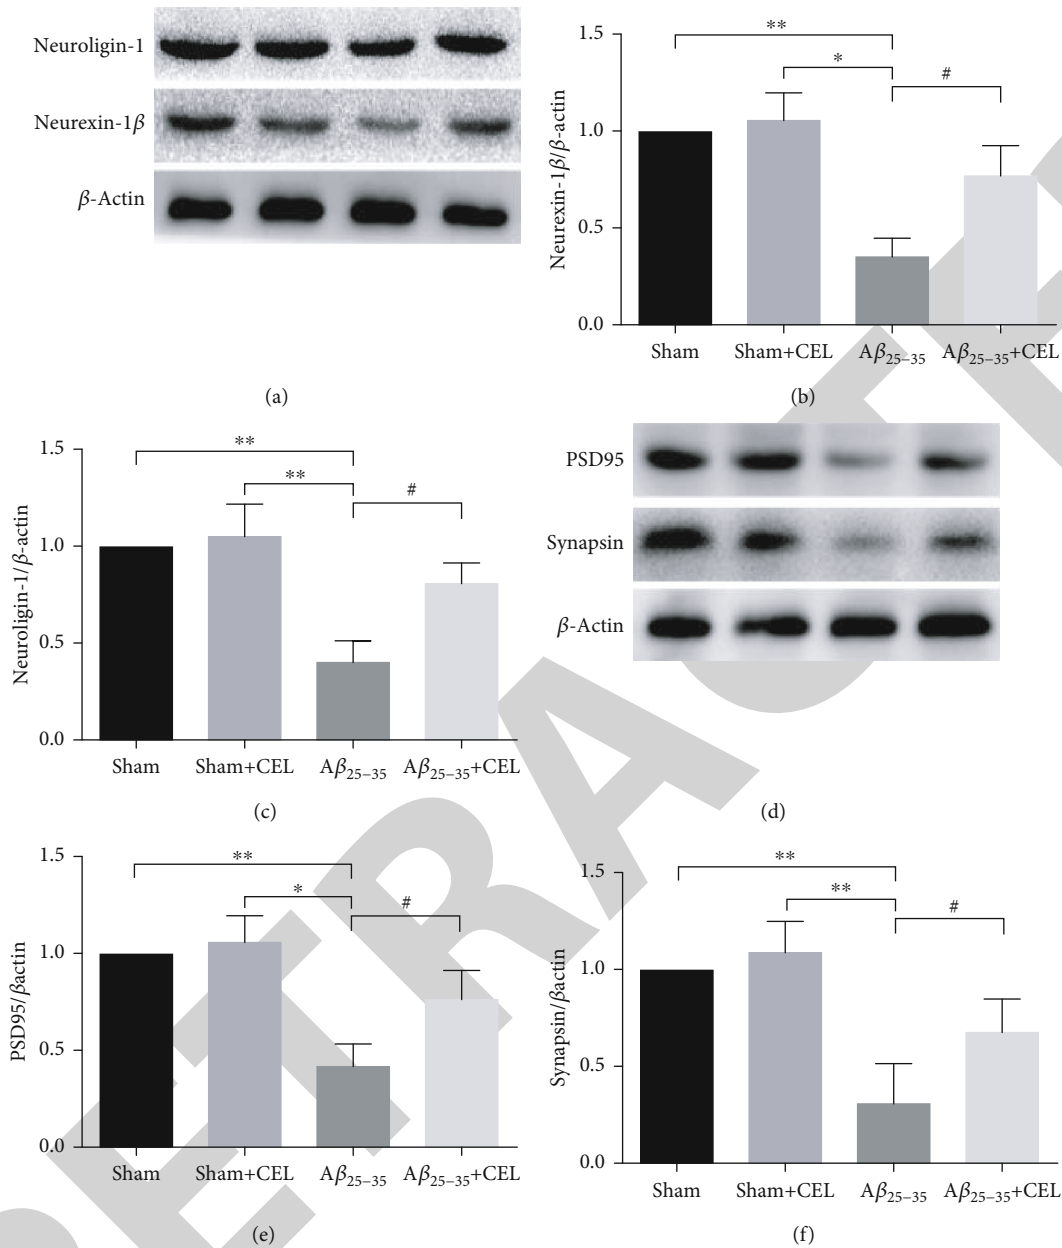 Neuroligin-1
Neurexin-1β
β-Actin
(a)
Neurexin-1β/β-actin
1.5
1.0
0.5
0.0
**
*
#
Sham
Sham+CEL
Aβ25–35
Aβ25–35+CEL
(b)
Neuroligin-1/β-actin
1.5
1.0
0.5
0.0
**
**
#
Sham
Sham+CEL
Aβ25–35
Aβ25–35+CEL
(c)
PSD95
Synapsin
β-Actin
(d)
PSD95/βactin
1.5
1.0
0.5
0.0
**
*
#
Sham
Sham+CEL
Aβ25–35
Aβ25–35+CEL
(e)
Synapsin/βactin
1.5
1.0
0.5
0.0
**
**
#
Sham
Sham+CEL
Aβ25–35
Aβ25–35+CEL
(f)